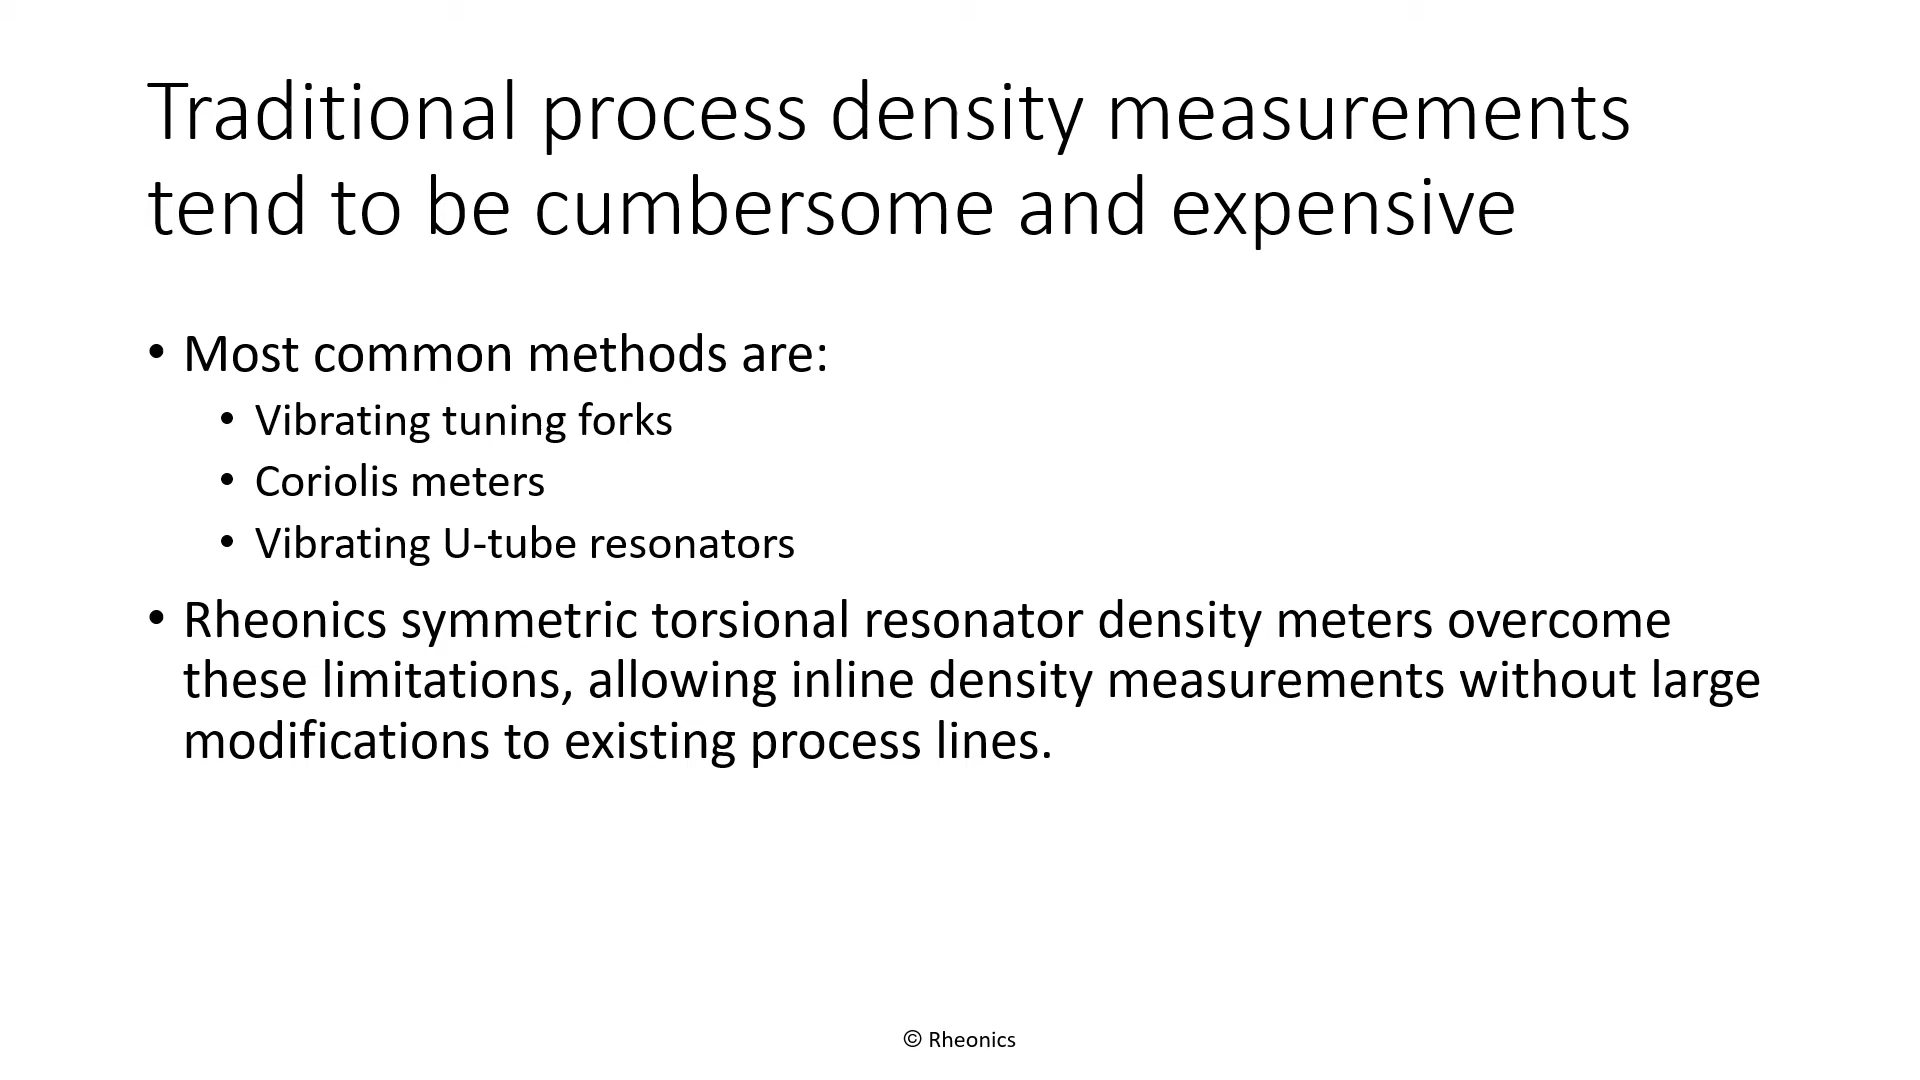 Traditional process density measurements
tend to be cumbersome and expensive
• Most common methods are:
• Vibrating tuning forks
• Coriolis meters
• Vibrating U-tube resonators
• Rheonics symmetric torsional resonator density meters overcome
these limitations, allowing inline density measurements without large
modifications to existing process lines.
© Rheonics